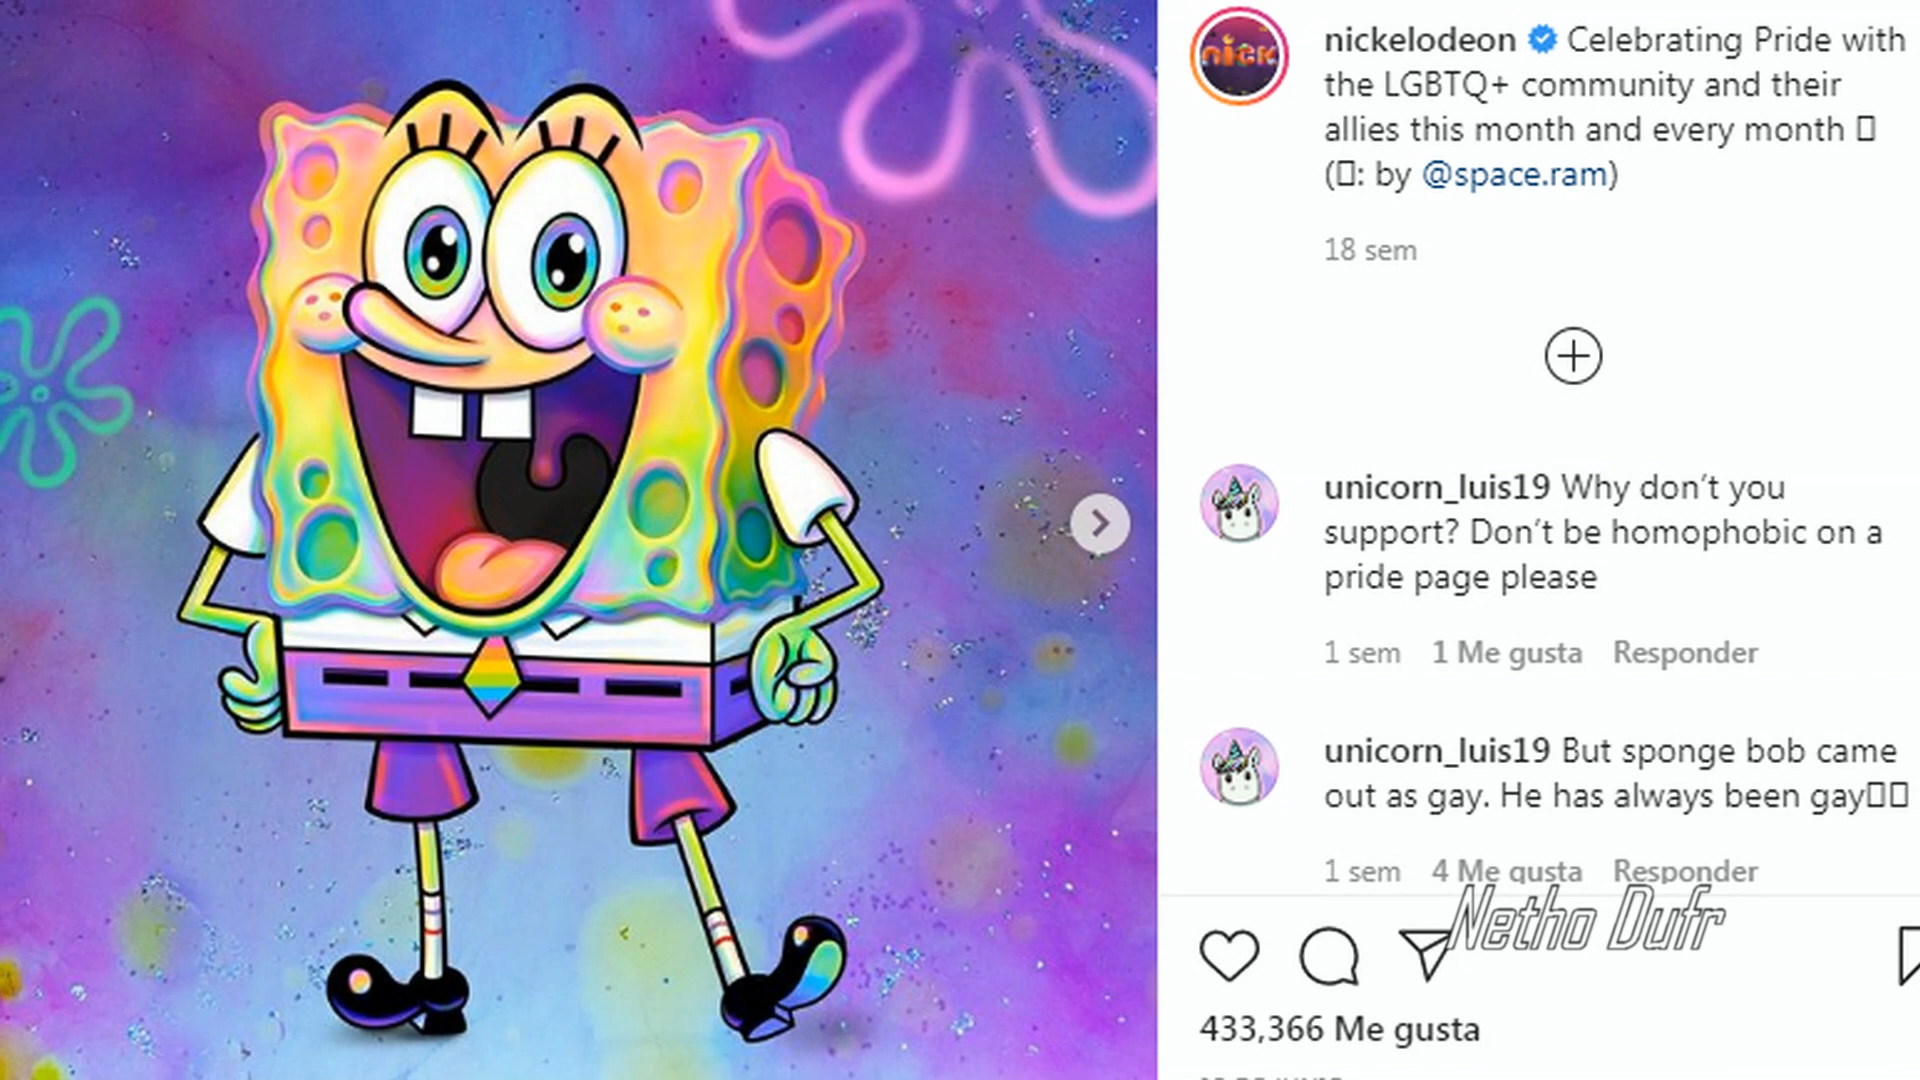 nick
nickelodeon Celebrating Pride with
the LGBTQ+ community and their
allies this month and every month
(: by @space.ram)
18 sem
unicorn_luis19 Why don't you
support? Don't be homophobic on a
pride page please
1 sem 1 Me gusta Responder
unicorn_luis19 But sponge bob came
out as gay. He has always been gay
1 sem 4 Me gusta Responder
Netho Dufr
433,366 Me gusta